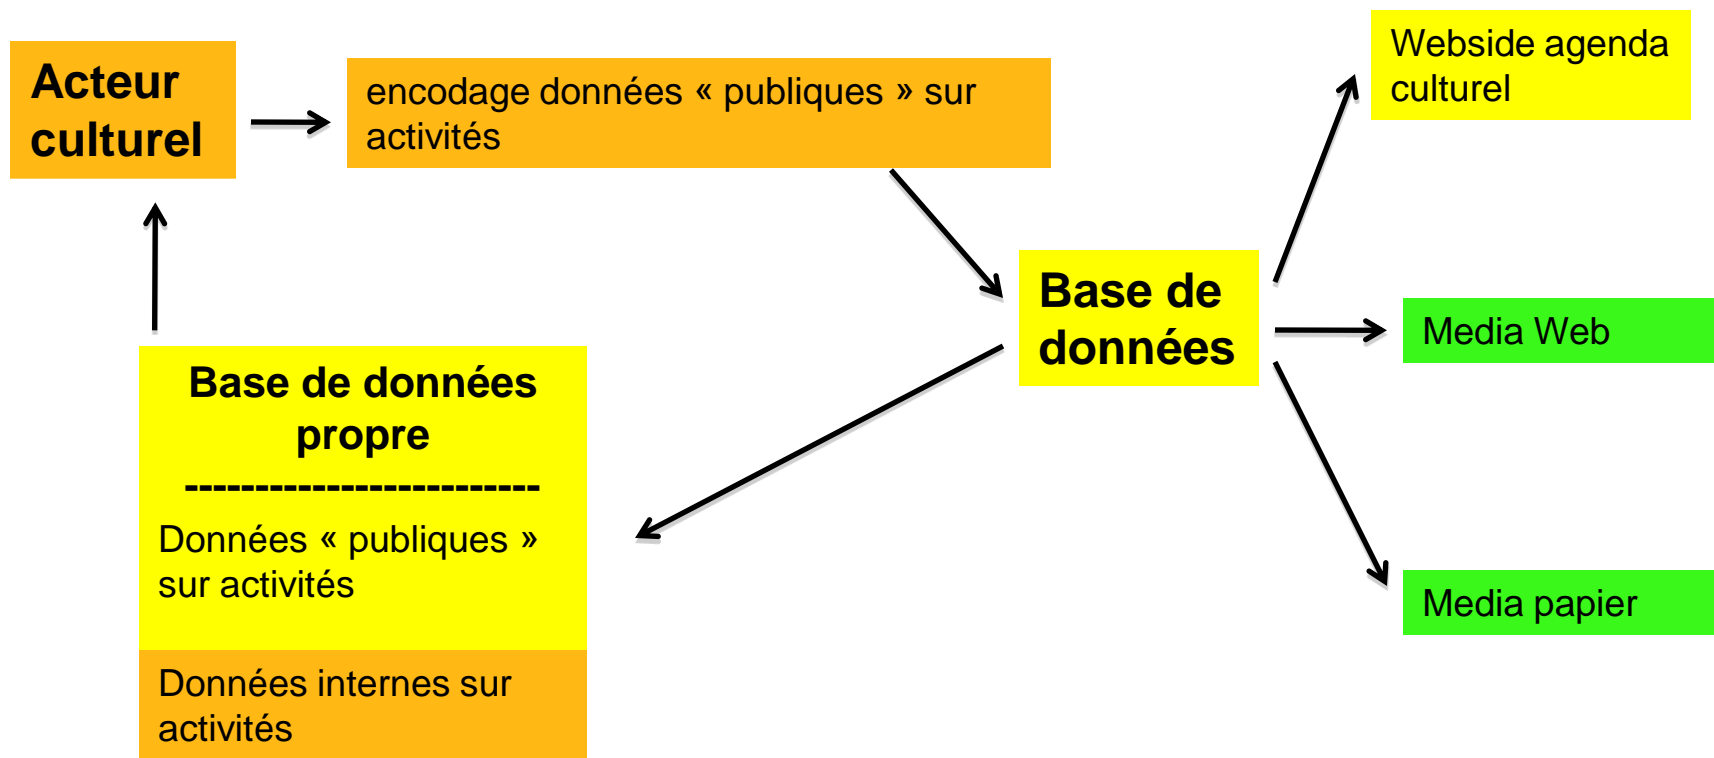 Acteur
culturel
encodage données « publiques » sur
activités
Webside agenda
culturel
Base de
données
Media Web
Media papier
Base de données
propre
-------------------------
Données « publiques »
sur activités
Données internes sur
activités